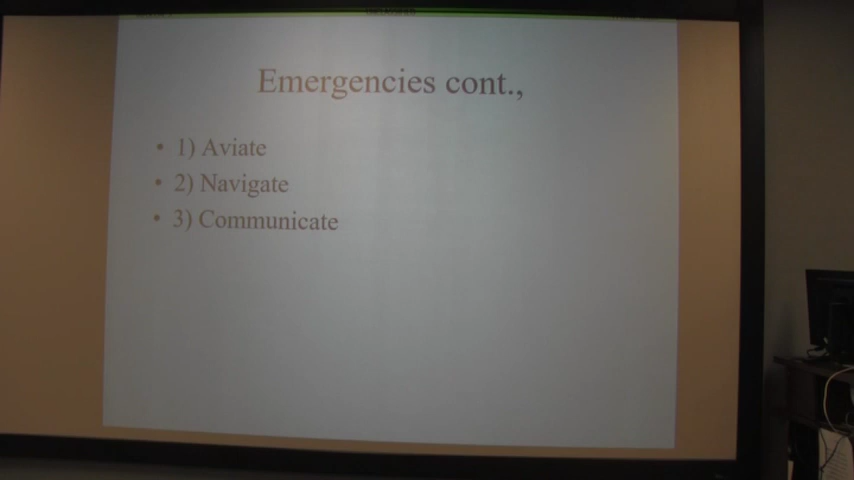 Emergencies cont.,
• 1) Aviate
• 2) Navigate
• 3) Communicate